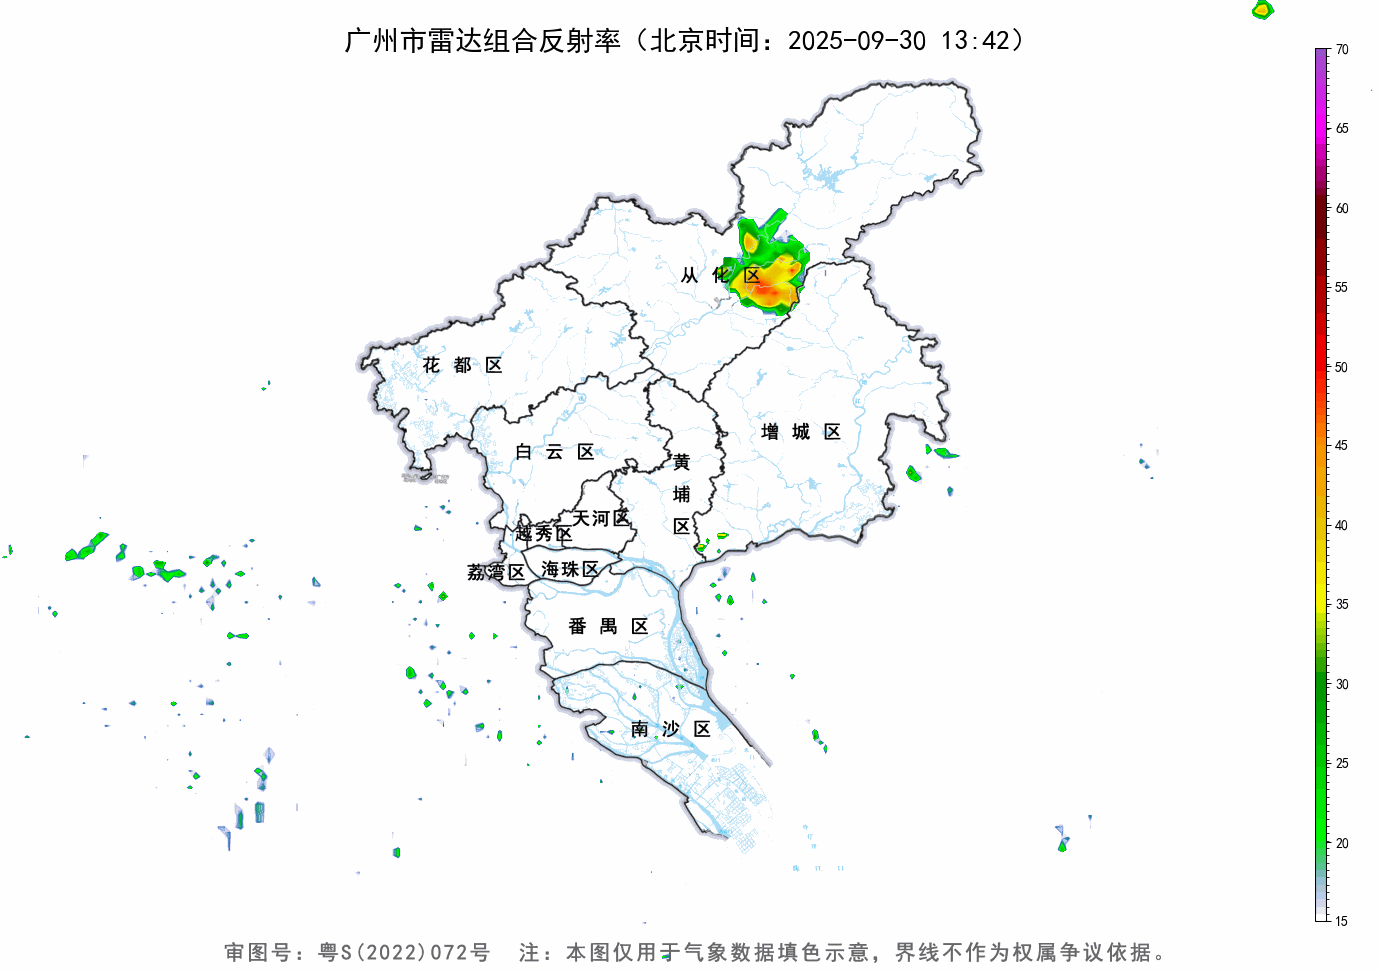 广州市雷达组合反射率（北京时间：2025-09-30 13:42）
70
65
60
55
50
45
40
35
30
25
20
15
从化区
花都区
增城区
白云区
黄埔区
天河区
越秀区
荔湾区
海珠区
番禺区
南沙区
审图号：粤S(2022)072号 注：本图仅用于气象数据填色示意，界线不作为权属争议依据。